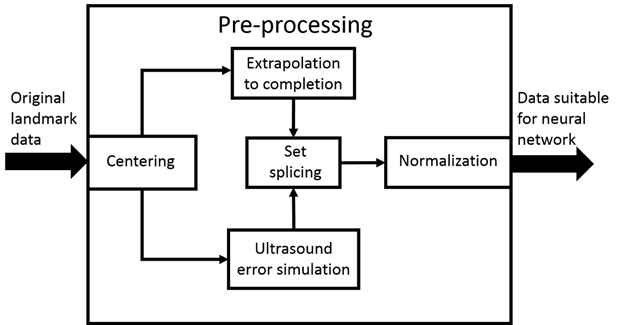 Pre-processing
Original
landmark
data
Centering
Extrapolation
to completion
Set
splicing
Ultrasound
error simulation
Normalization
Data suitable
for neural
network